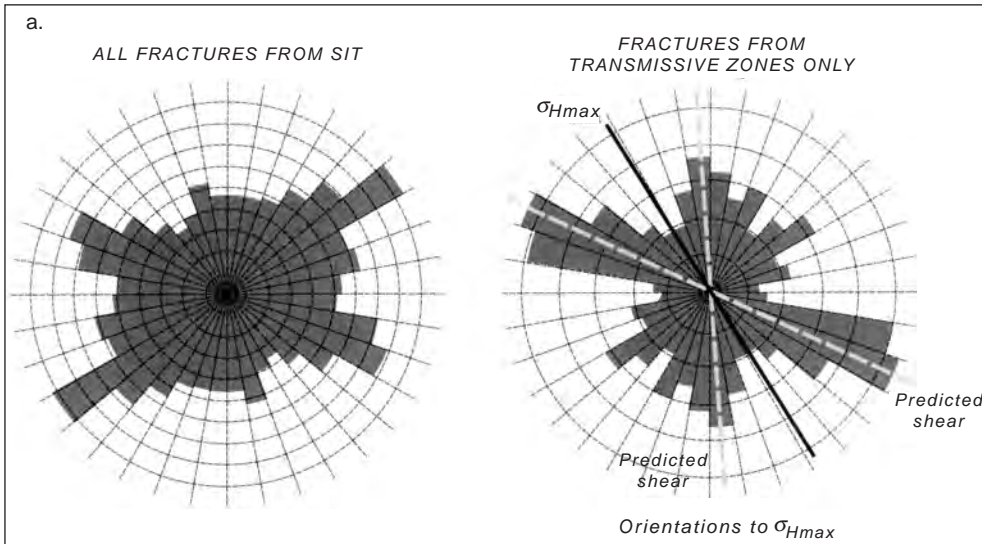 a.
ALL FRACTURES FROM SIT
FRACTURES FROM
TRANSMISSIVE ZONES ONLY
σHmax
Predicted
shear
Predicted
shear
Orientations to σHmax